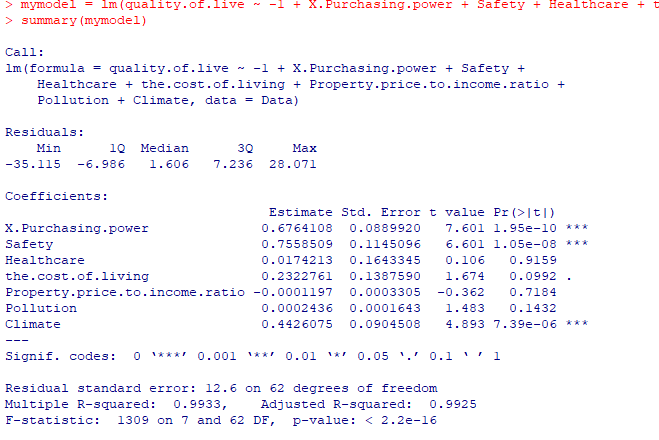 > mymodel = lm(quality.of.live ~ -1 + X.Purchasing.power + Safety + Healthcare + t
> summary(mymodel)
Call:
lm(formula = quality.of.live ~ -1 + X.Purchasing.power + Safety +
Healthcare + the.cost.of.living + Property.price.to.income.ratio +
Pollution + Climate, data = Data)
Residuals:
Min 1Q Median 3Q Max
-35.115 -6.986 1.606 7.236 28.071
Coefficients:
Estimate Std. Error t value Pr(>|t|)
X.Purchasing.power 0.6764108 0.0889920 7.601 1.95e-10 ***
Safety 0.7558509 0.1145096 6.601 1.05e-08 ***
Healthcare 0.0174213 0.1643345 0.106 0.9159
the.cost.of.living 0.2322761 0.1387590 1.674 0.0992 .
Property.price.to.income.ratio -0.0001197 0.0003305 -0.362 0.7184
Pollution 0.0002436 0.0001643 1.483 0.1432
Climate 0.4426075 0.0904508 4.893 7.39e-06 ***
---
Signif. codes: 0 ‘***’ 0.001 ‘**’ 0.01 ‘*’ 0.05 ‘.’ 0.1 ‘ ’ 1
Residual standard error: 12.6 on 62 degrees of freedom
Multiple R-squared: 0.9933, Adjusted R-squared: 0.9925
F-statistic: 1309 on 7 and 62 DF, p-value: < 2.2e-16